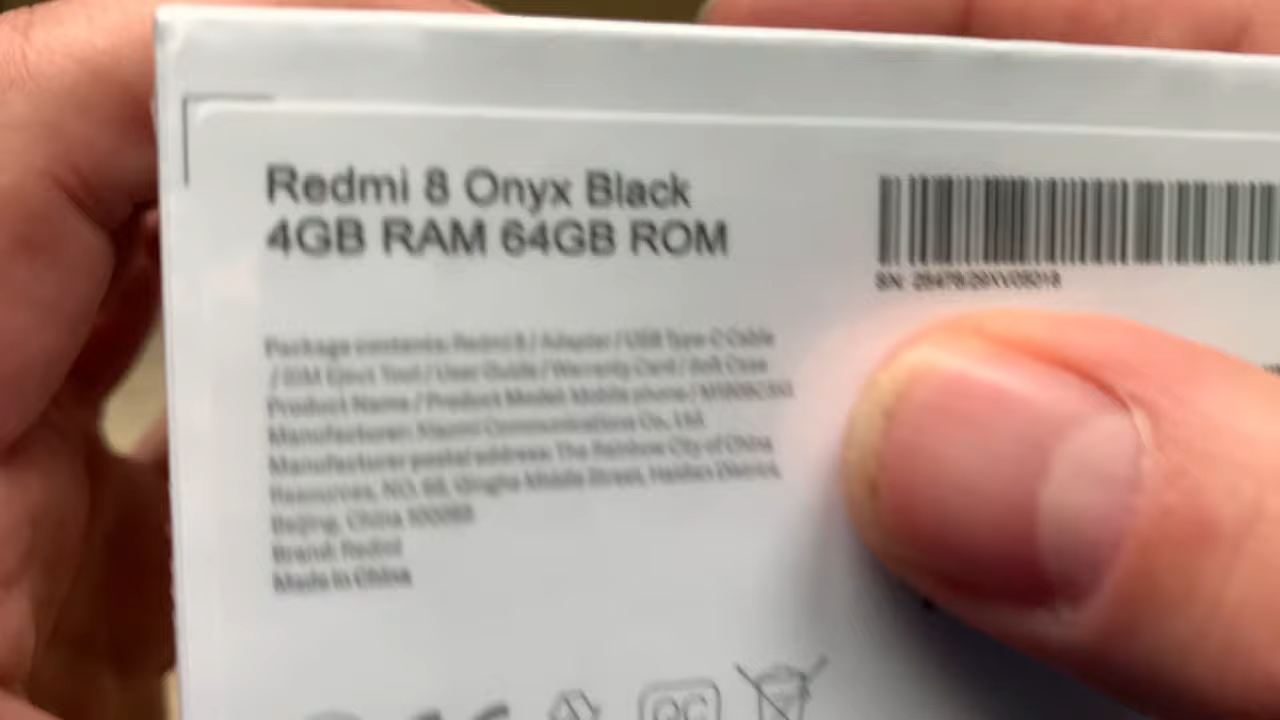 Redmi 8 Onyx Black
4GB RAM 64GB ROM
SN:
Package contents: Redmi 8 / Adapter / USB Type-C Cable
/ SIM Eject Tool / User Guide / Warranty Card / Soft Case
Product Name / Product Model: Mobile phone /
Manufacturer: Xiaomi Communications Co., Ltd
Manufacturer postal address: The Rainbow City of China
Resources, NO. 68, Qinghe Middle Street, Haidian District,
Beijing, China 100085
Brand: Redmi
Made in China
QC